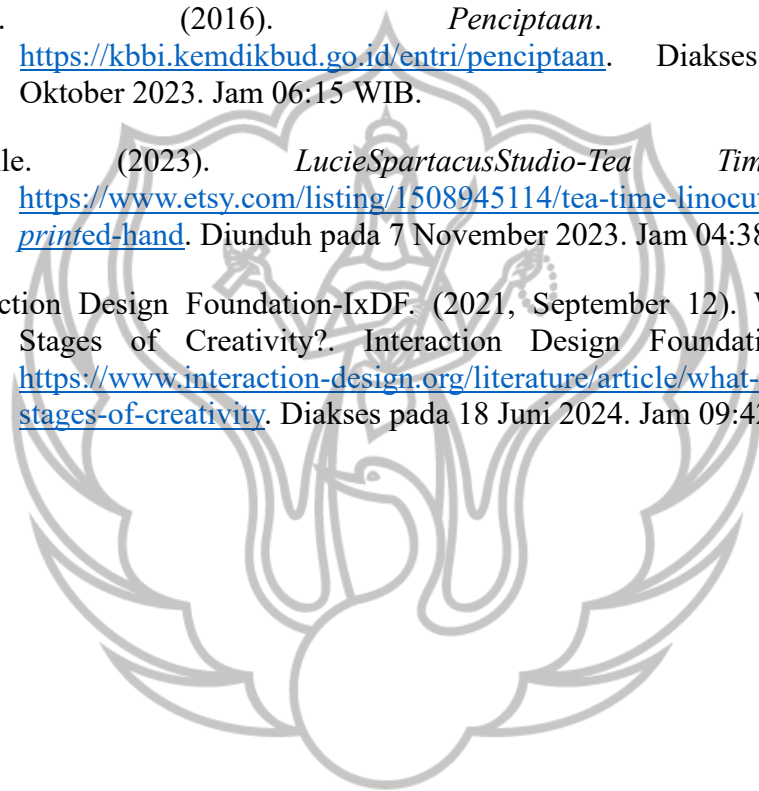 . (2016). Penciptaan.
https://kbbi.kemdikbud.go.id/entri/penciptaan. Diakses
Oktober 2023. Jam 06:15 WIB.
le. (2023). LucieSpartacusStudio-Tea Tim
https://www.etsy.com/listing/1508945114/tea-time-linocu
printed-hand. Diunduh pada 7 November 2023. Jam 04:38
ction Design Foundation-IxDF. (2021, September 12).
Stages of Creativity?. Interaction Design Foundati
https://www.interaction-design.org/literature/article/what-
stages-of-creativity. Diakses pada 18 Juni 2024. Jam 09:42